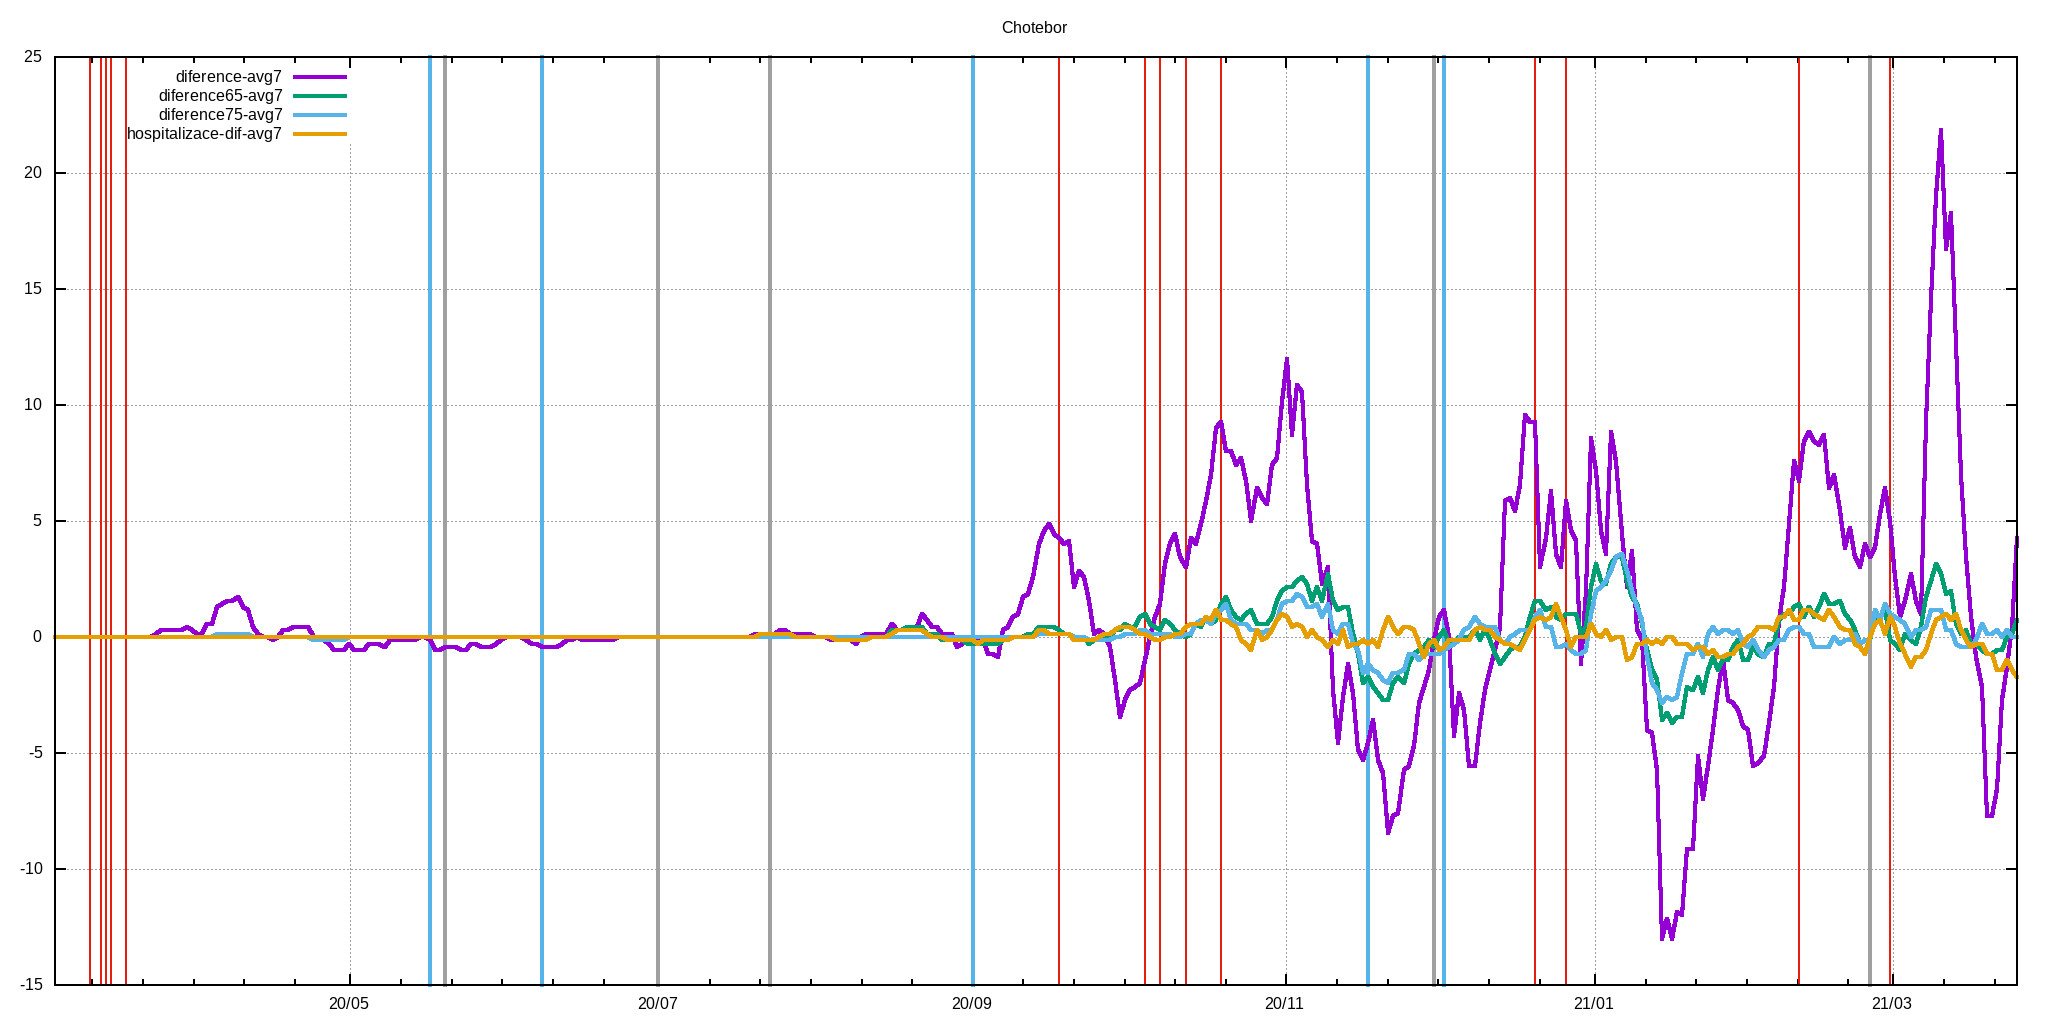 Chotebor
diference-avg7
diference65-avg7
diference75-avg7
hospitalizace-dif-avg7
25
20
15
10
5
0
-5
-10
-15
20/05 20/07 20/09 20/11 21/01 21/03